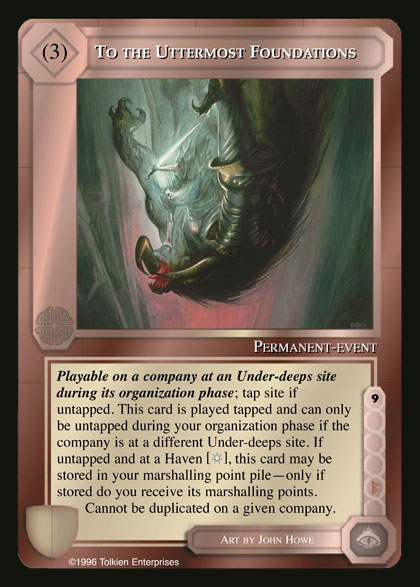 (3)
To the Uttermost Foundations
Permanent-event
Playable on a company at an Under-deeps site
during its organization phase; tap site if
untapped. This card is played tapped and can only
be untapped during your organization phase if the
company is at a different Under-deeps site. If
untapped and at a Haven [ ], this card may be
stored in your marshalling point pile—only if
stored do you receive its marshalling points.
Cannot be duplicated on a given company.
9
Art by John Howe
©1996 Tolkien Enterprises